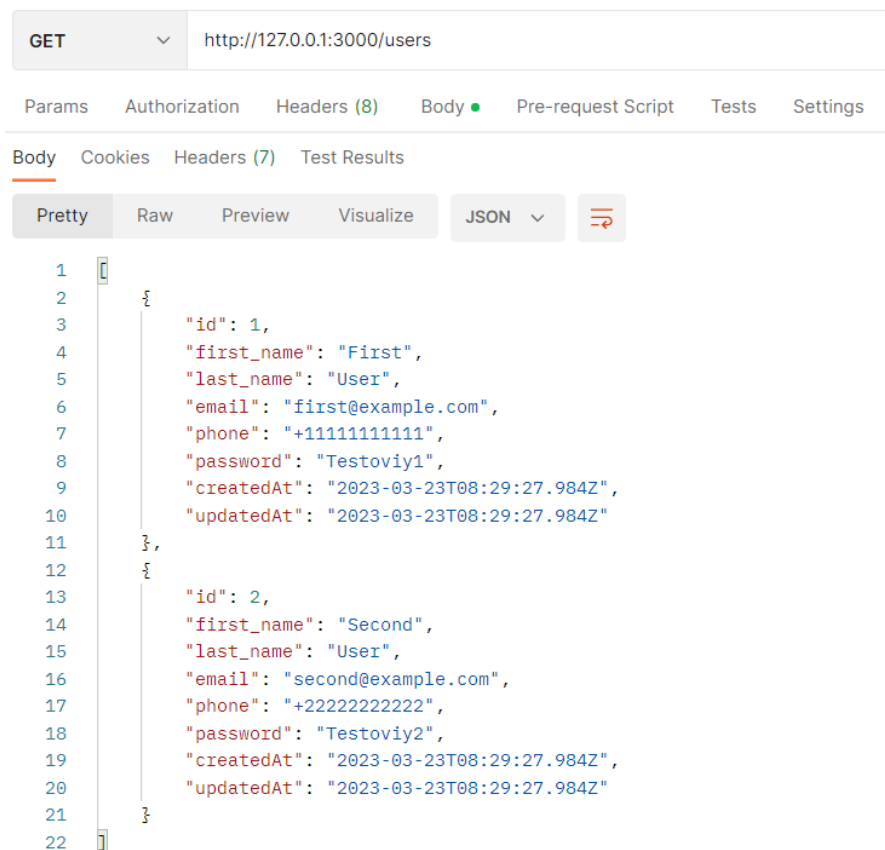 GET http://127.0.0.1:3000/users
Params Authorization Headers (8) Body Pre-request Script Tests Settings
Body Cookies Headers (7) Test Results
Pretty Raw Preview Visualize JSON
1 [
2 {
3 "id": 1,
4 "first_name": "First",
5 "last_name": "User",
6 "email": "first@example.com",
7 "phone": "+11111111111",
8 "password": "Testoviy1",
9 "createdAt": "2023-03-23T08:29:27.984Z",
10 "updatedAt": "2023-03-23T08:29:27.984Z"
11 },
12 {
13 "id": 2,
14 "first_name": "Second",
15 "last_name": "User",
16 "email": "second@example.com",
17 "phone": "+22222222222",
18 "password": "Testoviy2",
19 "createdAt": "2023-03-23T08:29:27.984Z",
20 "updatedAt": "2023-03-23T08:29:27.984Z"
21 }
22 ]